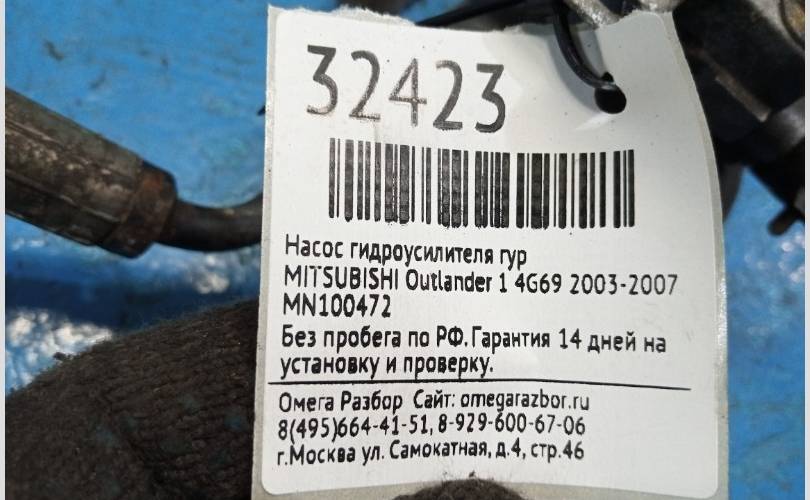 32423
Насос гидроусилителя гур
MITSUBISHI Outlander 1 4G69 2003-2007
MN100472
Без пробега по РФ.Гарантия 14 дней на
установку и проверку.
Омега Разбор Сайт: omegarazbor.ru
8(495)664-41-51, 8-929-600-67-06
г.Москва ул. Самокатная, д.4, стр.46